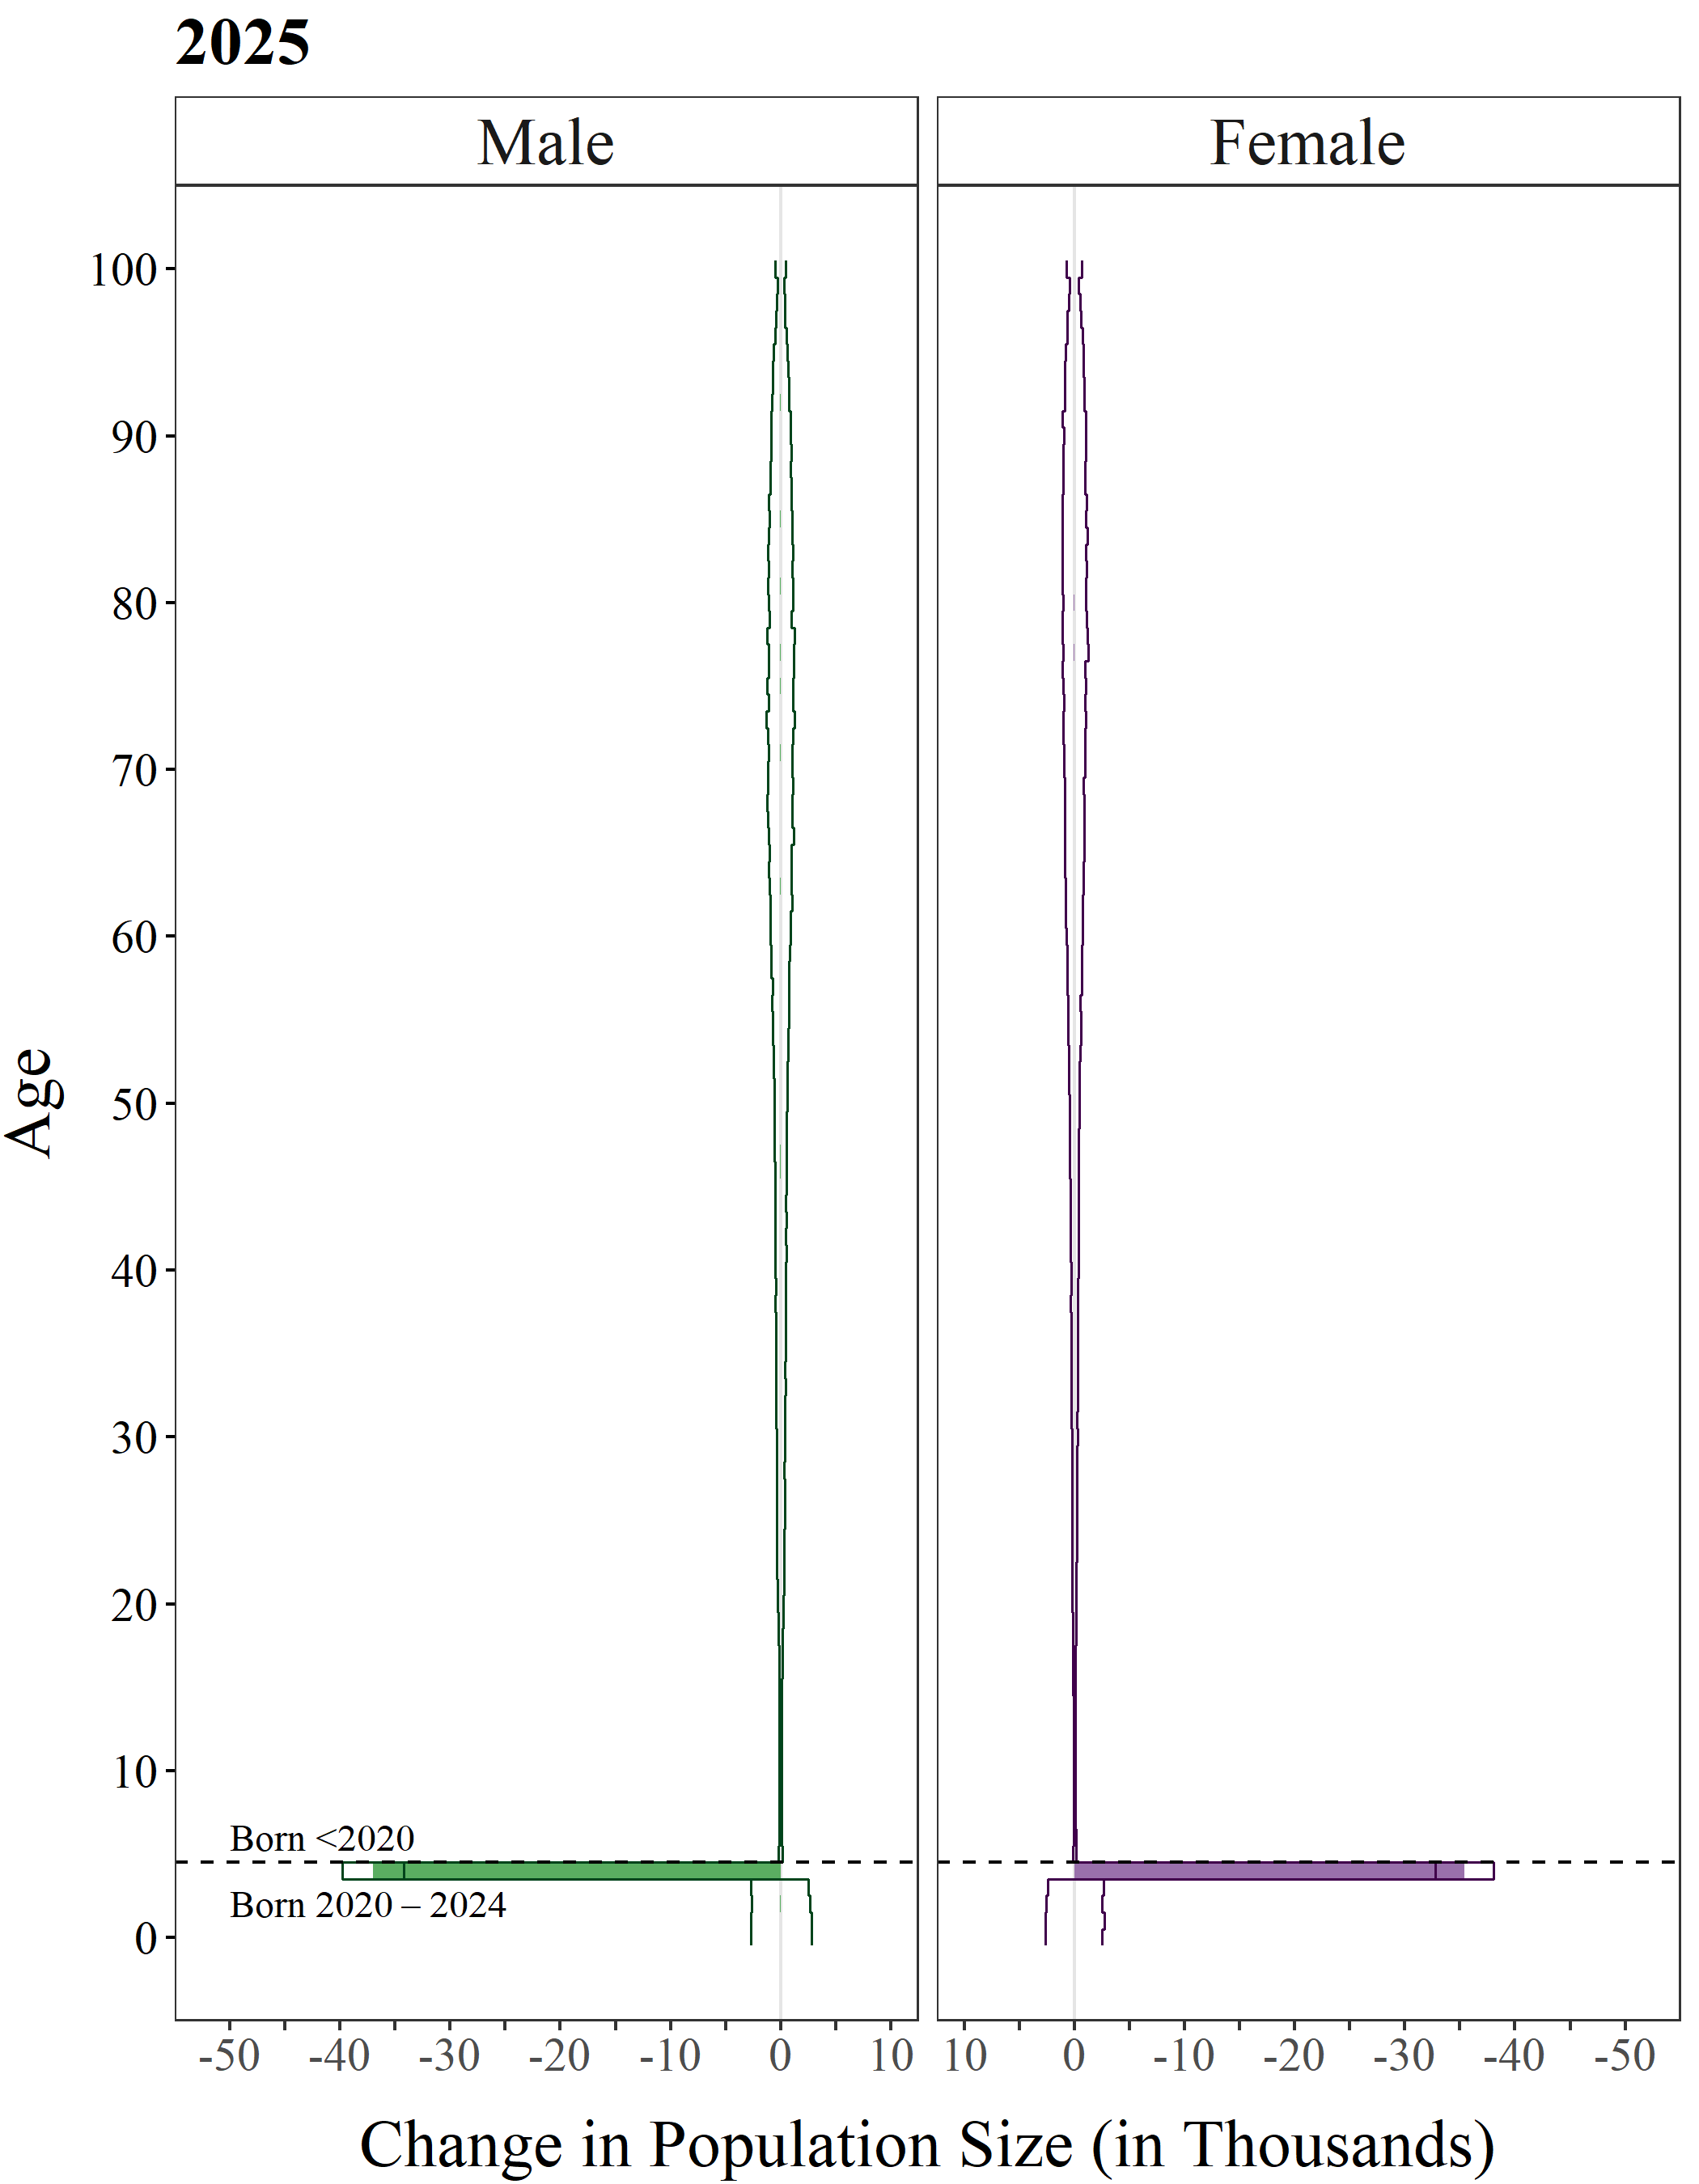 2025
Male Female
100
90
80
70
60
50
40
30
20
10
0
Age
Born <2020
Born 2020 – 2024
-50 -40 -30 -20 -10 0 10 10 0 -10 -20 -30 -40 -50
Change in Population Size (in Thousands)